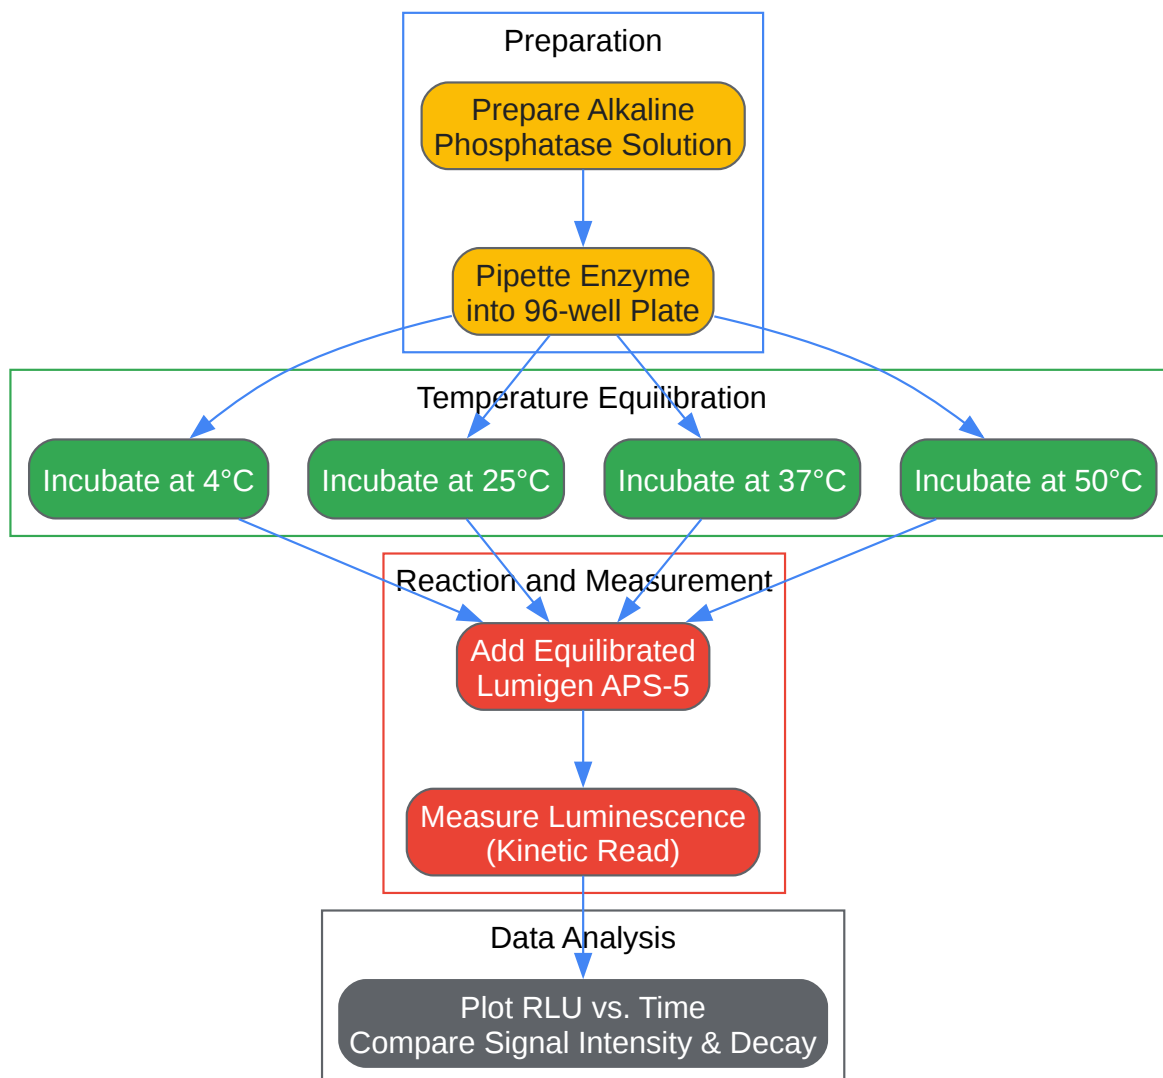 Preparation
Prepare Alkaline
Phosphatase Solution
Pipette Enzyme
into 96-well Plate
Temperature Equilibration
Incubate at 4°C
Incubate at 25°C
Incubate at 37°C
Incubate at 50°C
Reaction and Measurement
Add Equilibrated
Lumigen APS-5
Measure Luminescence
(Kinetic Read)
Data Analysis
Plot RLU vs. Time
Compare Signal Intensity & Decay